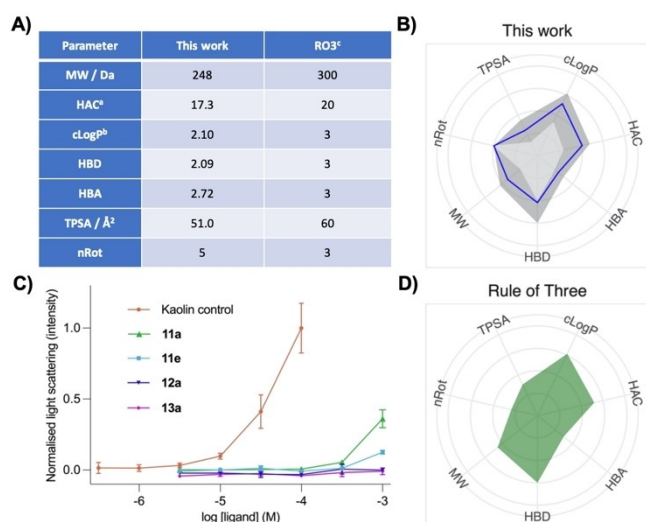 A)
Parameter This work RO3ᶜ
MW / Da 248 300
HACᵃ 17.3 20
cLogPᵇ 2.10 3
HBD 2.09 3
HBA 2.72 3
TPSA / Å² 51.0 60
nRot 5 3
B)
This work
TPSA
cLogP
HAC
HBA
HBD
MW
nRot
C)
Normalised light scattering (intensity)
1.0
0.5
0.0
Kaolin control
11a
11e
12a
13a
-6 -5 -4 -3
log [ligand] (M)
D)
Rule of Three
TPSA
cLogP
HAC
HBA
HBD
MW
nRot